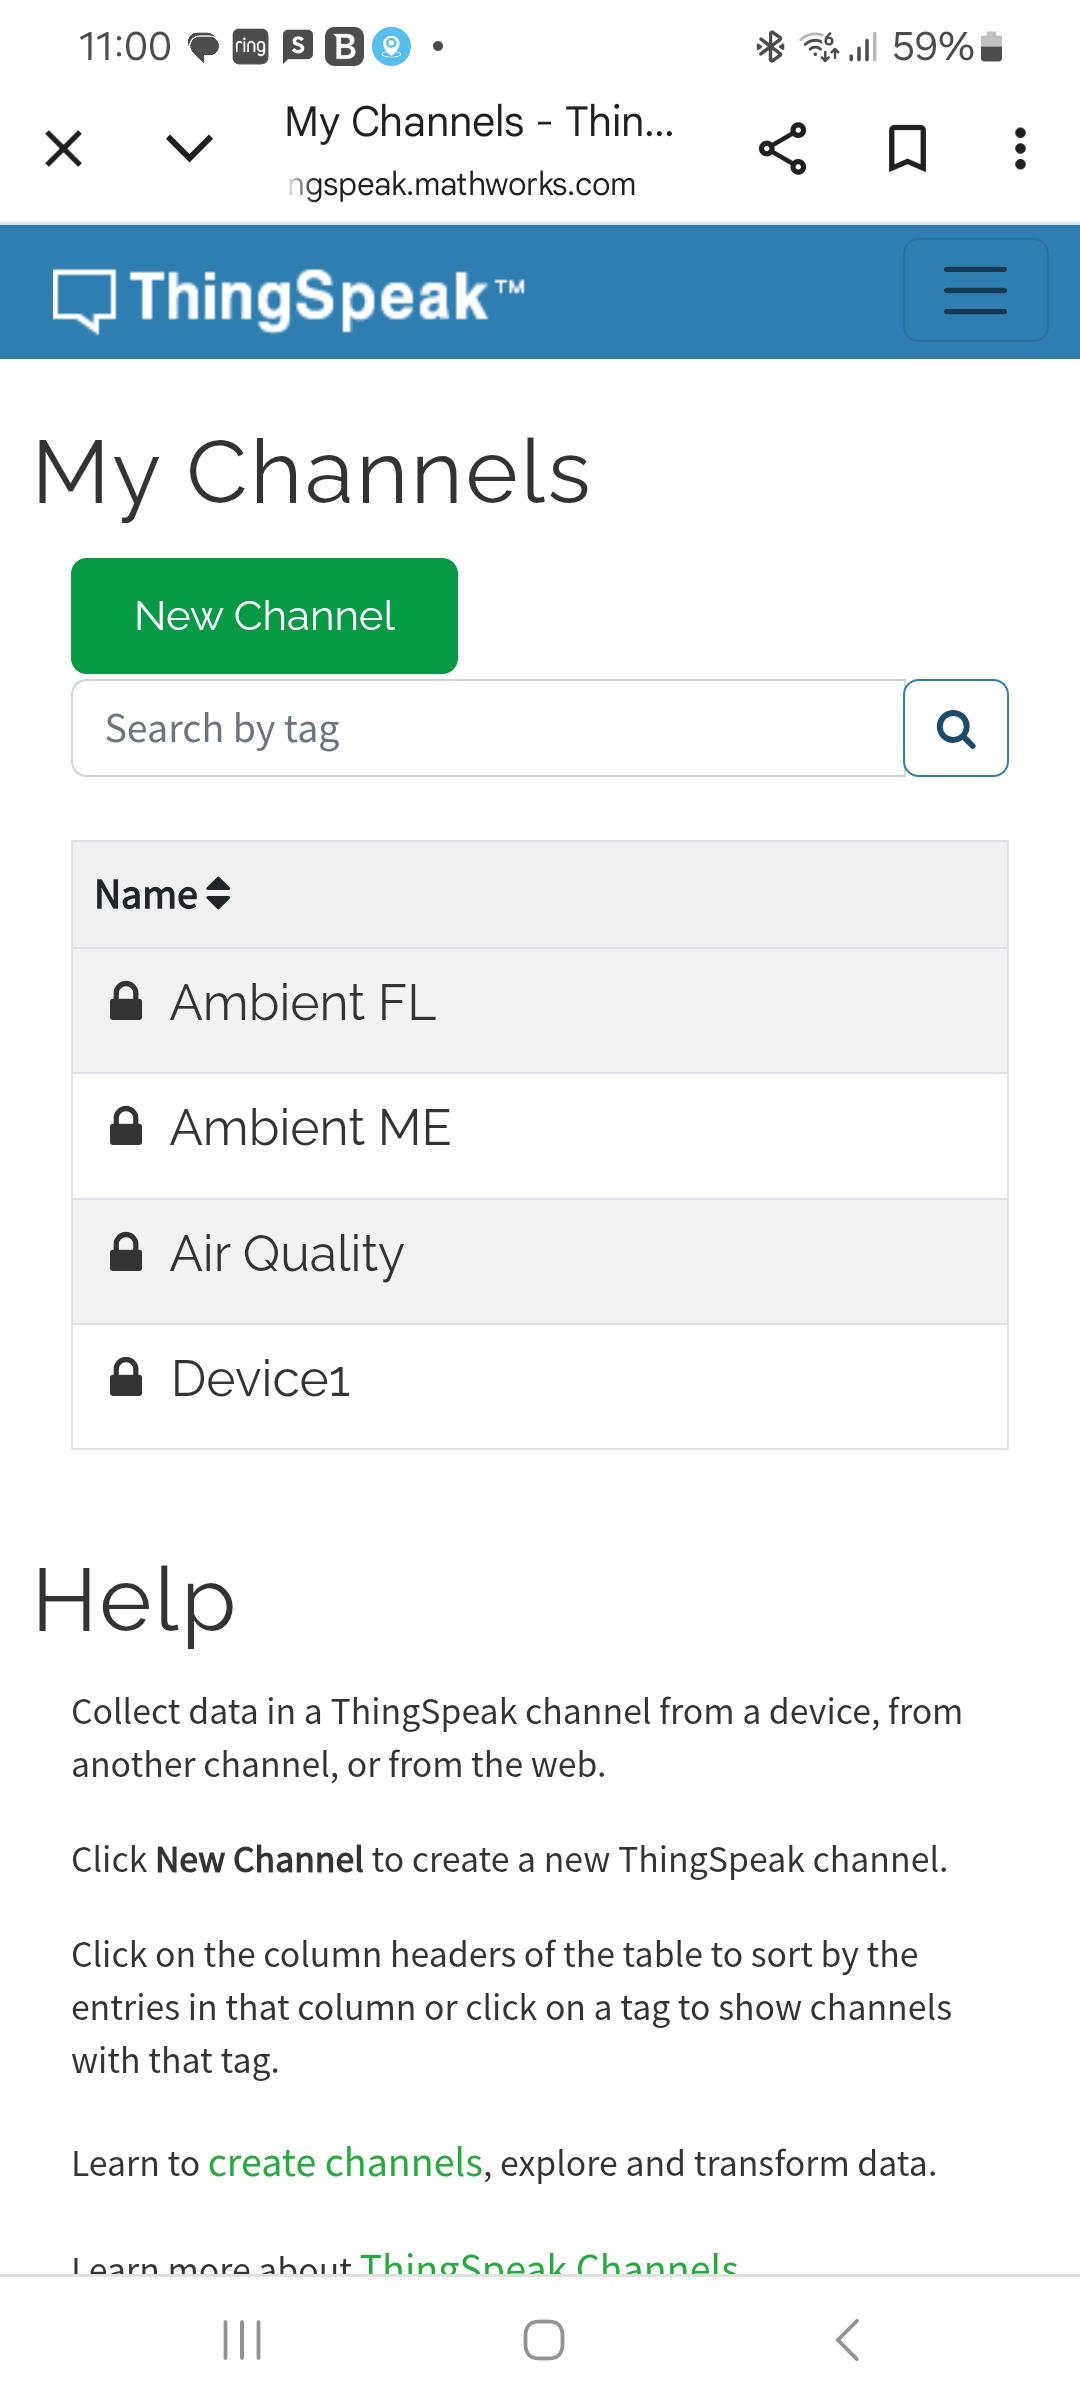 11:00 ring S B 6 59%
My Channels - Thin...
ngspeak.mathworks.com
ThingSpeak™
My Channels
New Channel
Search by tag
Name
Ambient FL
Ambient ME
Air Quality
Device1
Help
Collect data in a ThingSpeak channel from a device, from
another channel, or from the web.
Click New Channel to create a new ThingSpeak channel.
Click on the column headers of the table to sort by the
entries in that column or click on a tag to show channels
with that tag.
Learn to create channels, explore and transform data.
Learn more about ThingSpeak Channels